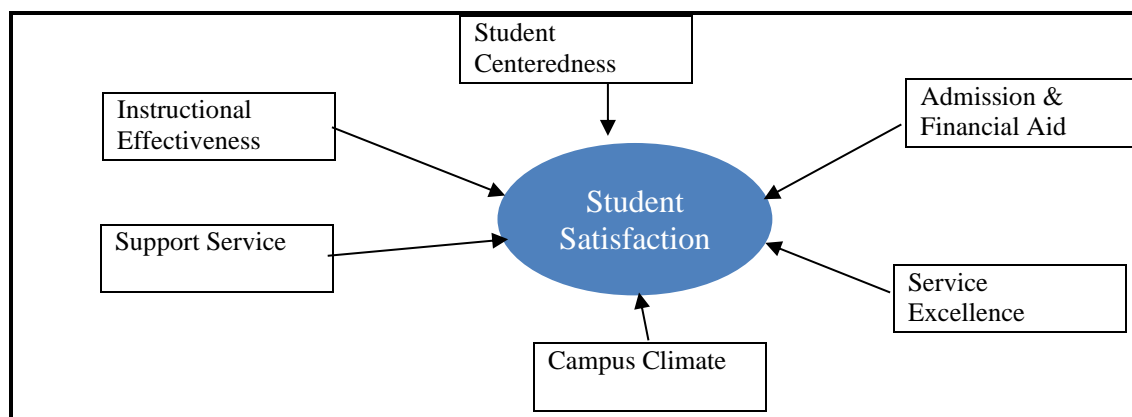 Student
Centeredness
Instructional
Effectiveness
Admission &
Financial Aid
Student
Satisfaction
Support Service
Service
Excellence
Campus Climate